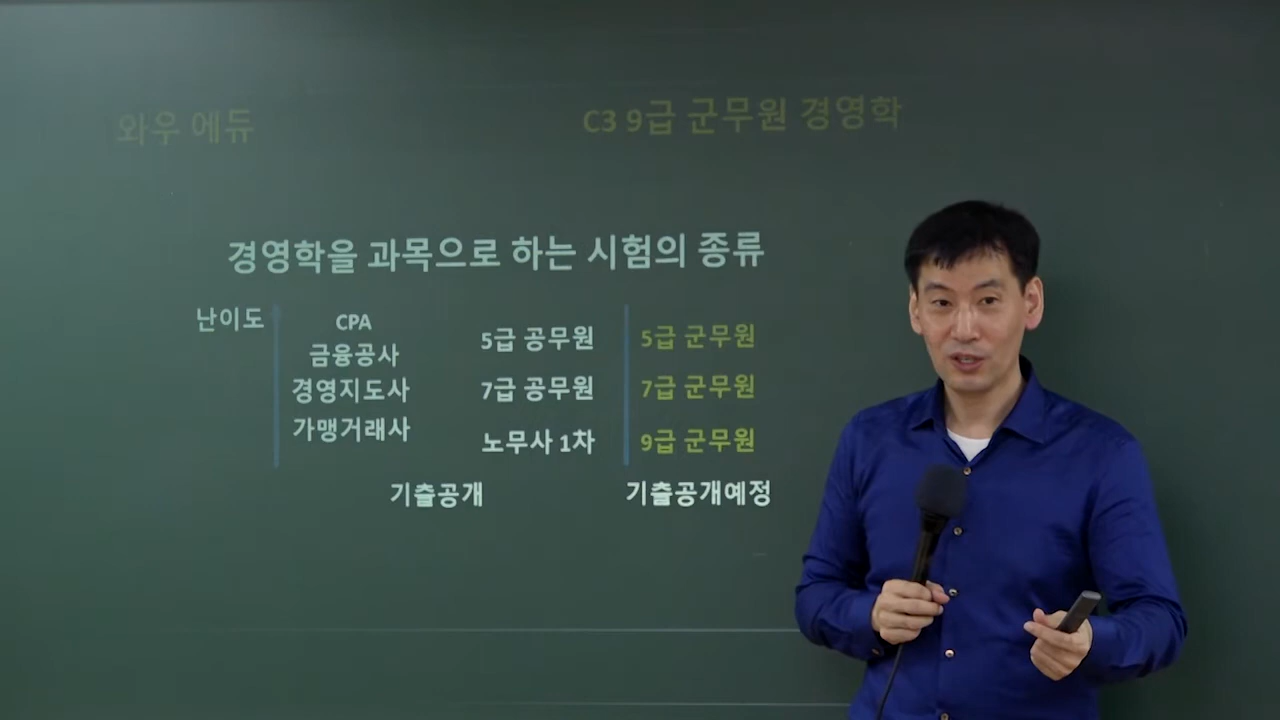 와우 에듀
C3 9급 군무원 경영학
경영학을 과목으로 하는 시험의 종류
난이도
CPA
금융공사
경영지도사
가맹거래사
5급 공무원
7급 공무원
노무사 1차
기출공개
5급 군무원
7급 군무원
9급 군무원
기출공개예정